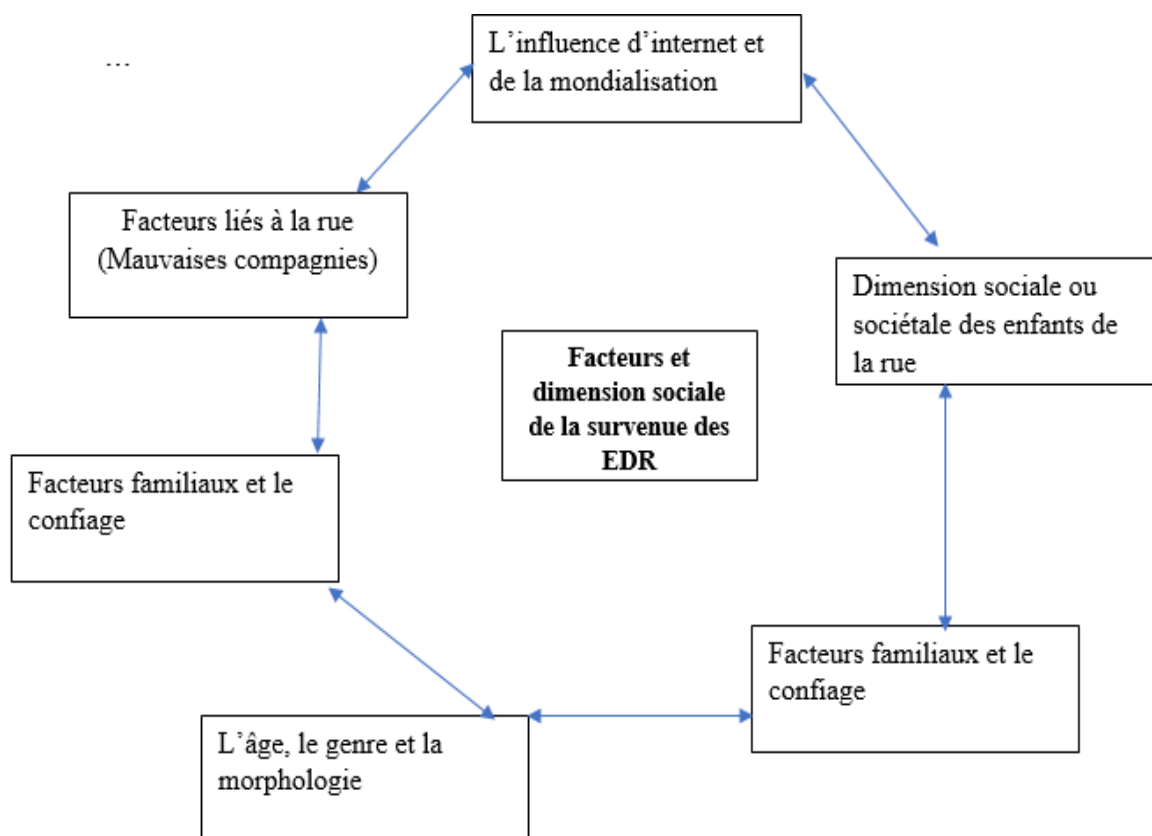 ...
L’influence d’internet et
de la mondialisation
Facteurs liés à la rue
(Mauvaises compagnies)
Dimension sociale ou
sociétale des enfants de
la rue
Facteurs et
dimension sociale
de la survenue des
EDR
Facteurs familiaux et le
confiage
Facteurs familiaux et le
confiage
L’âge, le genre et la
morphologie